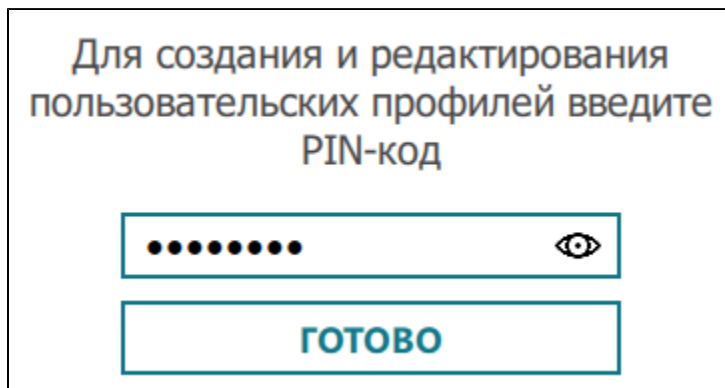 Для создания и редактирования
пользовательских профилей введите
PIN-код
••••••••
ГОТОВО